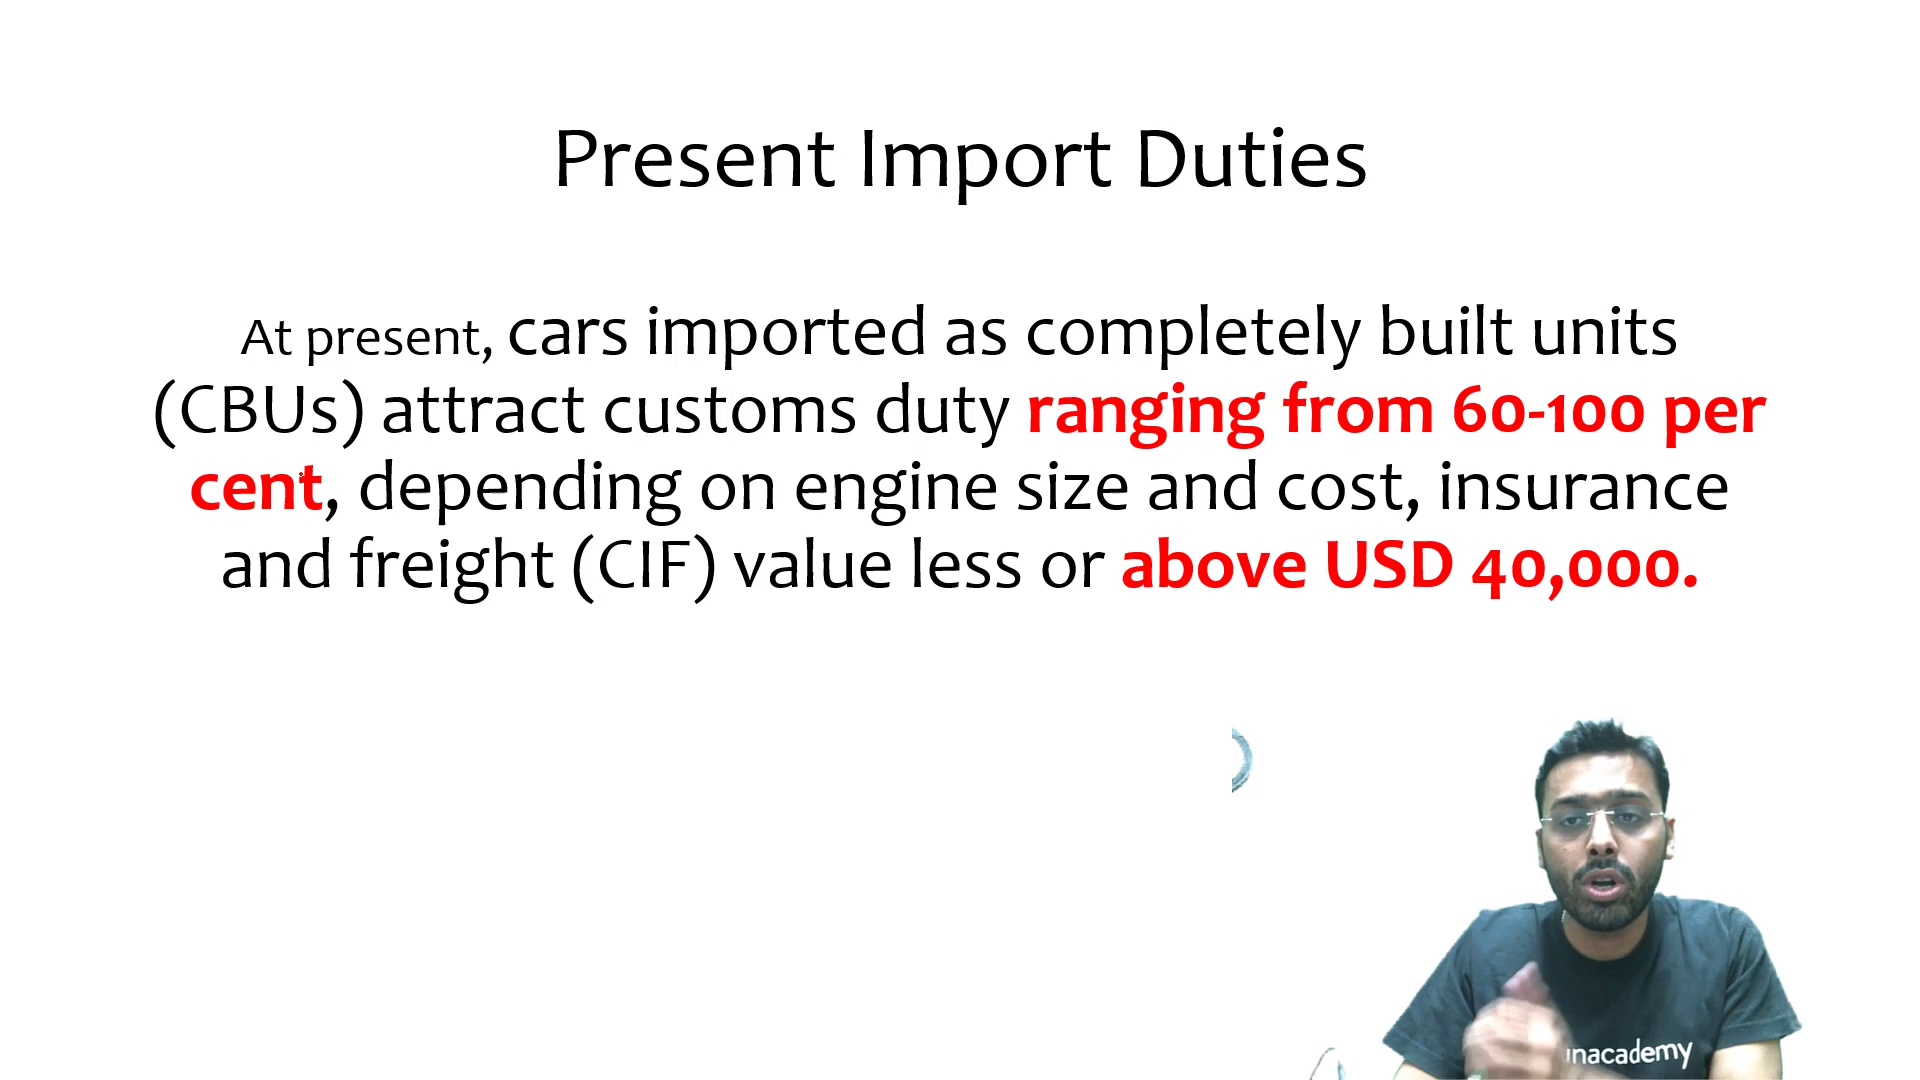 Present Import Duties
At present, cars imported as completely built units
(CBUs) attract customs duty ranging from 60-100 per
cent, depending on engine size and cost, insurance
and freight (CIF) value less or above USD 40,000.
unacademy